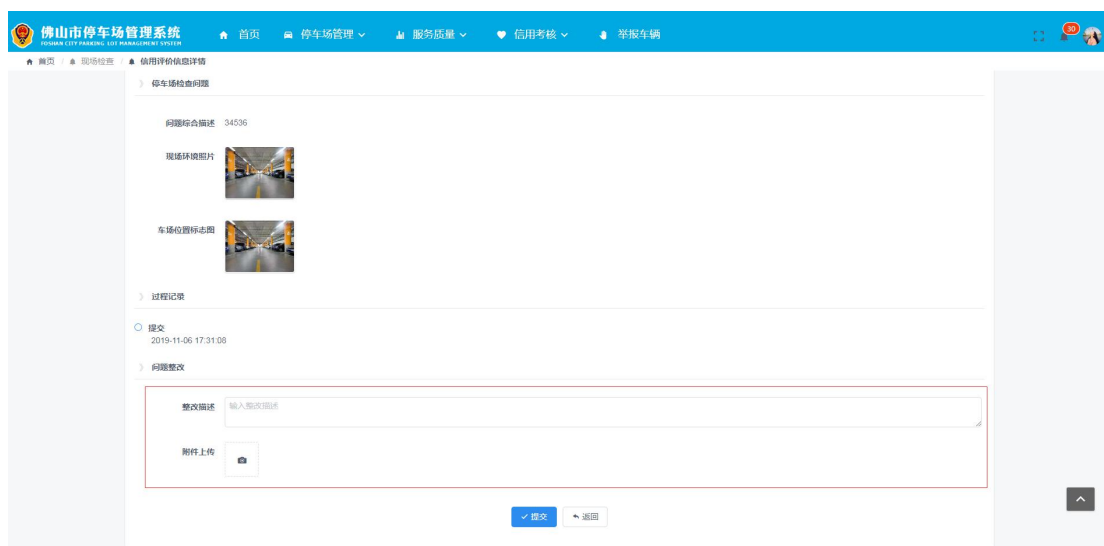 佛山市停车场管理系统 首页 停车场管理 服务质量 信用考核 举报车辆 30
FOSHAN CITY PARKING LOT MANAGEMENT SYSTEM
首页 / 现场检查 / 信用评价信息详情
停车场检查问题
问题综合描述 34536
现场环境照片
车场位置标志图
过程记录
提交
2019-11-06 17:31:08
问题整改
整改描述 输入整改描述
附件上传
提交 返回